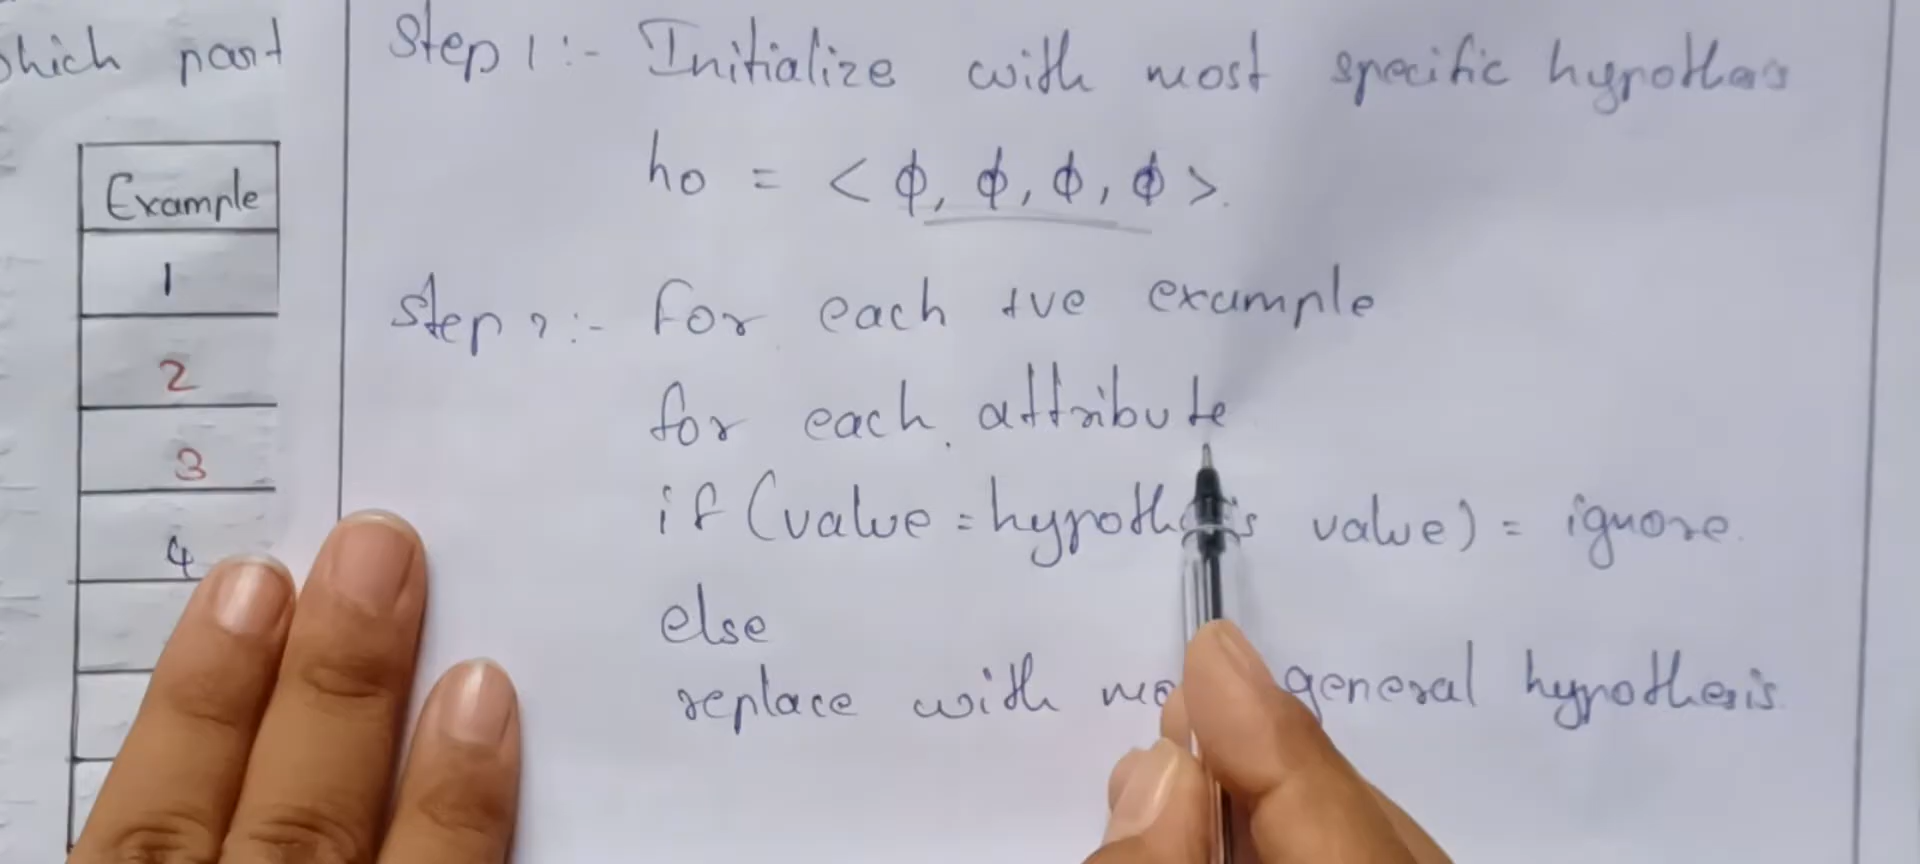 which part
Example
1
2
3
4
Step 1:- Initialize with most specific hypothesis
h0 = < ϕ, ϕ, ϕ, ϕ >.
Step 2:- for each +ve example
for each attribute
if (value = hypothesis value) = ignore.
else
replace with general hypothesis